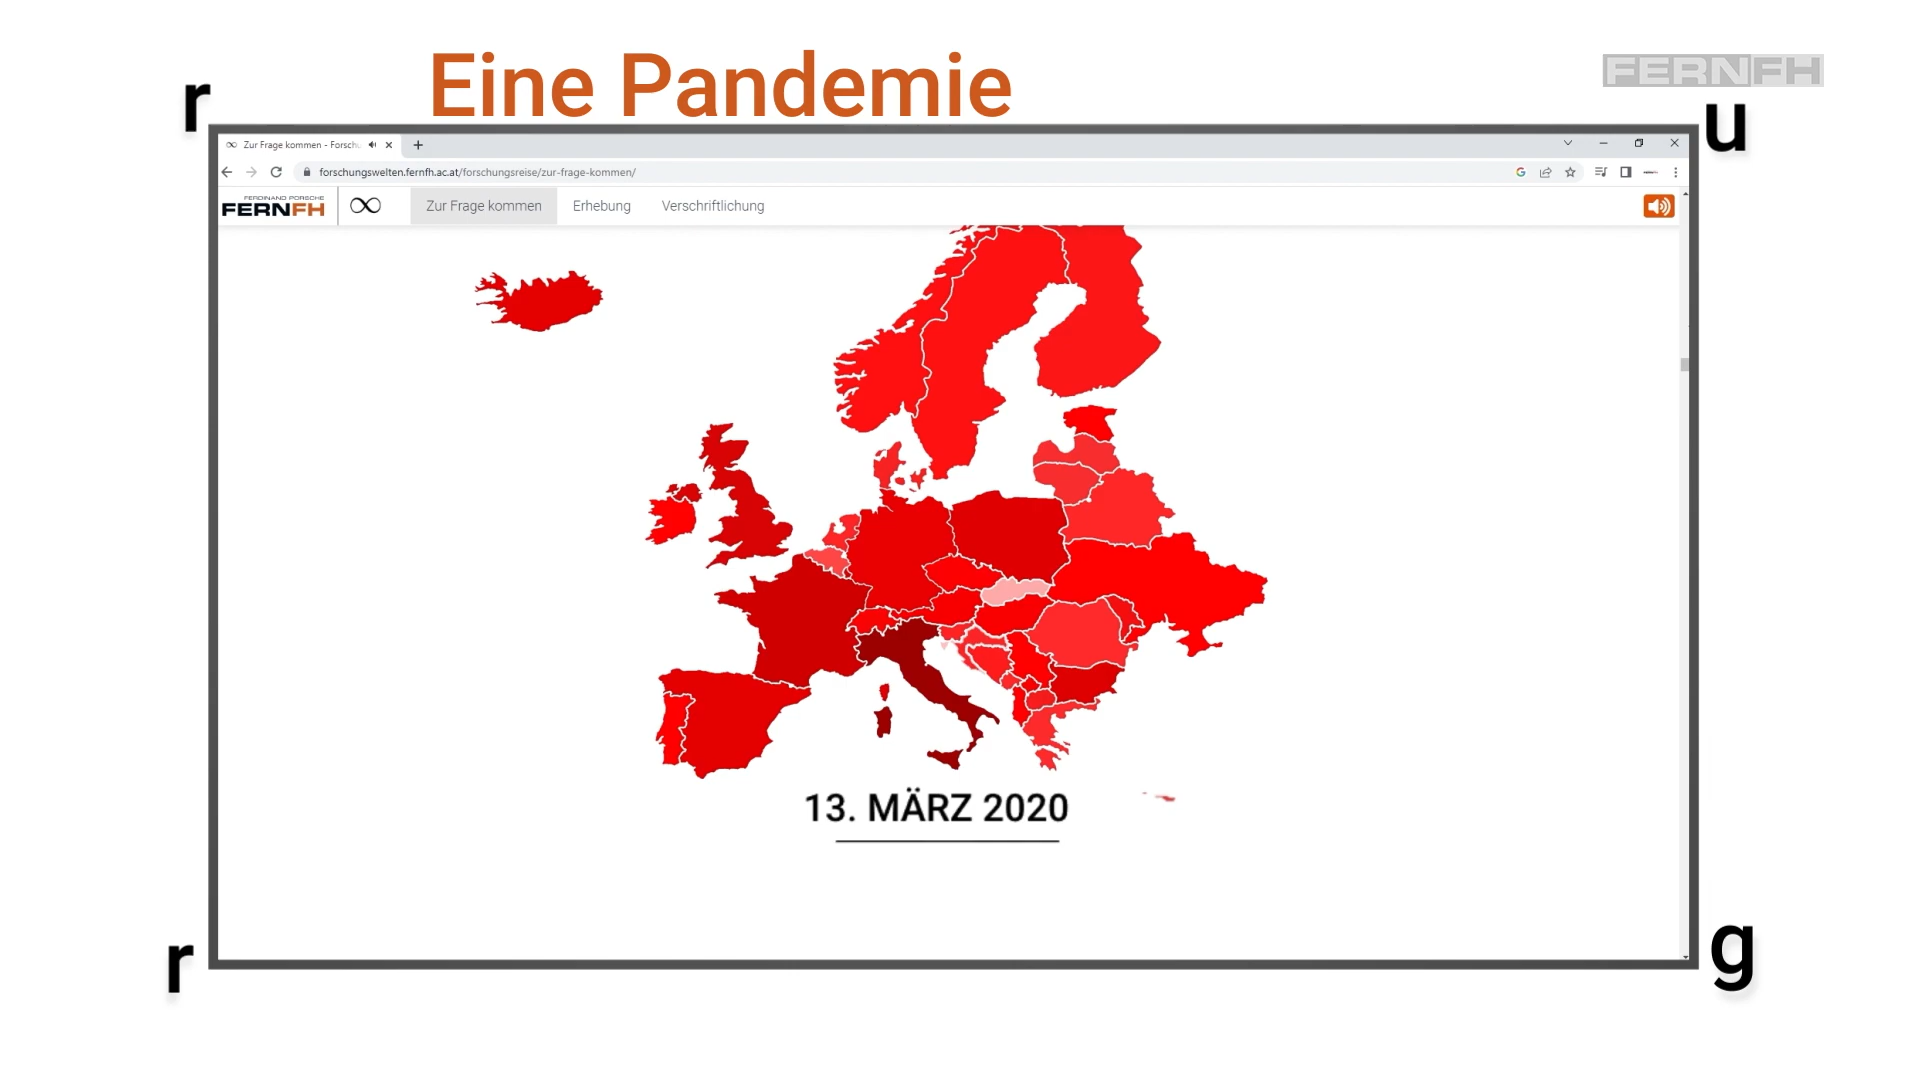 Eine Pandemie
FERNFH
r
u
Zur Frage kommen - Forschu
forschungswelten.fernfh.ac.at/forschungsreise/zur-frage-kommen/
FERDINAND PORSCHE
FERNFH
Zur Frage kommen
Erhebung
Verschriftlichung
13. MÄRZ 2020
r
g